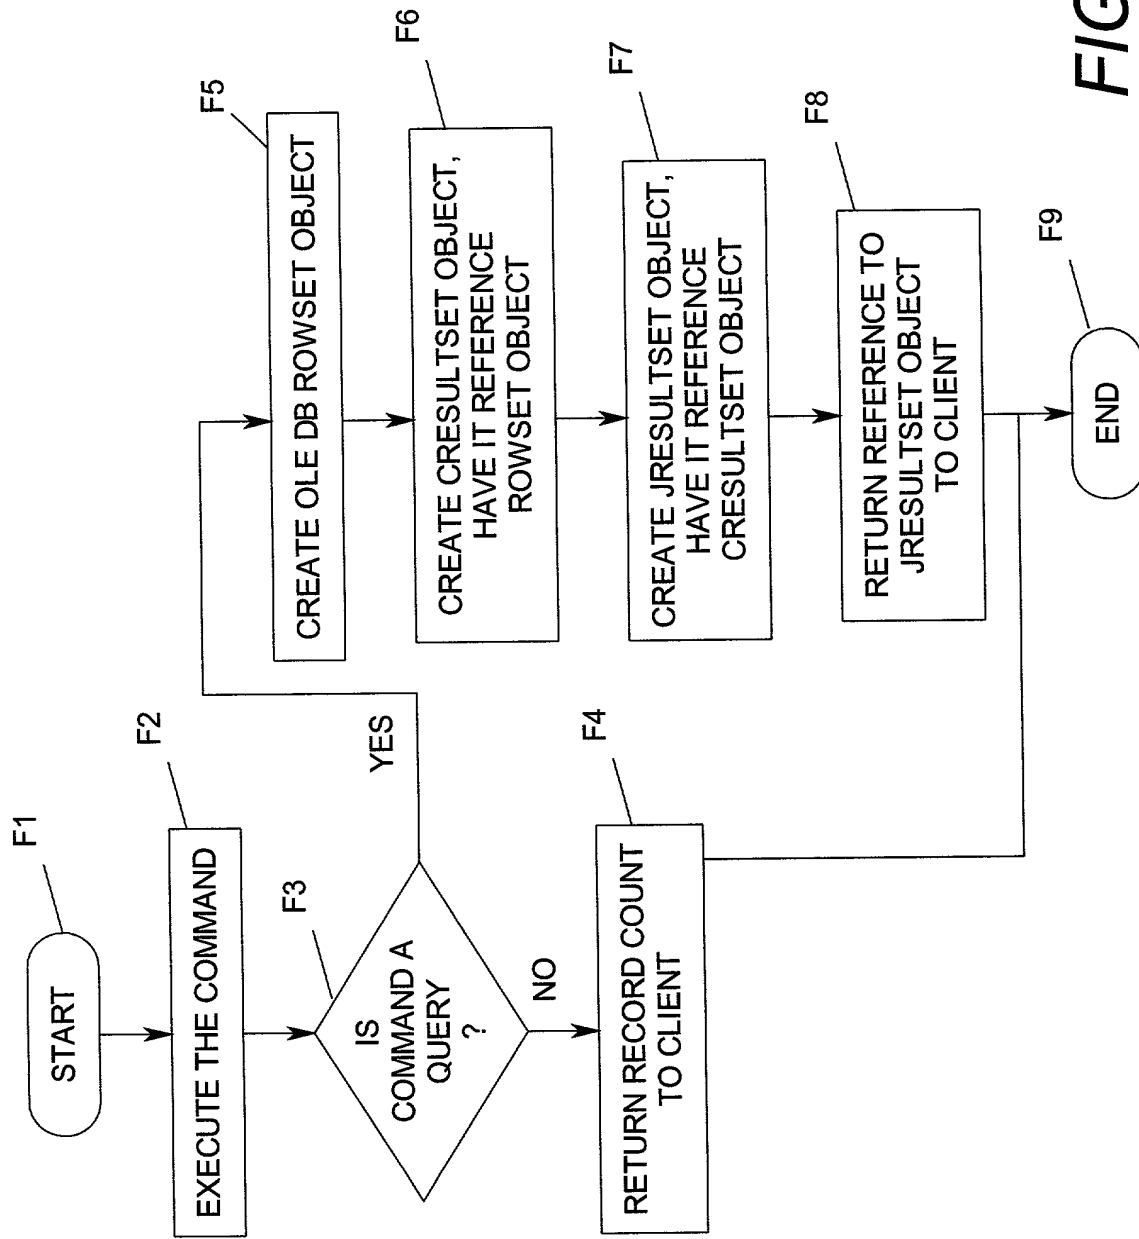 START
F1
EXECUTE THE COMMAND
F2
IS
COMMAND A
QUERY
?
F3
YES
NO
RETURN RECORD COUNT
TO CLIENT
F4
CREATE OLE DB ROWSET OBJECT
F5
CREATE CRESULTSET OBJECT,
HAVE IT REFERENCE
ROWSET OBJECT
F6
CREATE JRESULTSET OBJECT,
HAVE IT REFERENCE
CRESULTSET OBJECT
F7
RETURN REFERENCE TO
JRESULTSET OBJECT
TO CLIENT
F8
END
F9